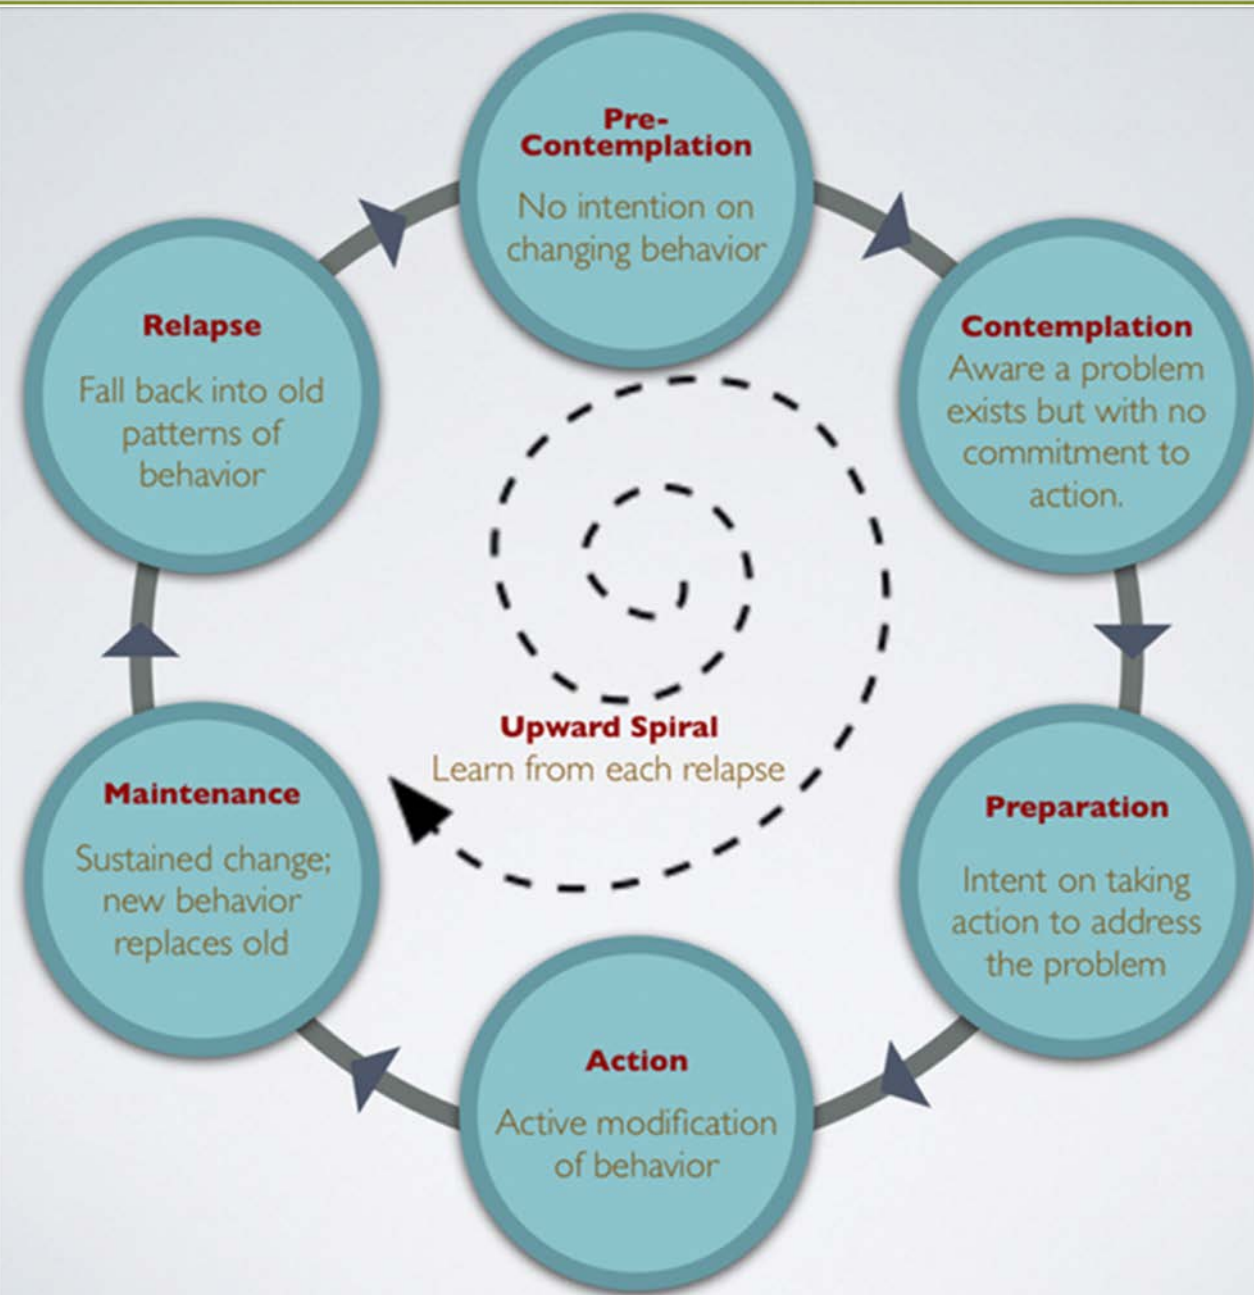 Pre-
Contemplation
No intention on
changing behavior
Contemplation
Aware a problem
exists but with no
commitment to
action.
Preparation
Intent on taking
action to address
the problem
Action
Active modification
of behavior
Maintenance
Sustained change;
new behavior
replaces old
Relapse
Fall back into old
patterns of
behavior
Upward Spiral
Learn from each relapse